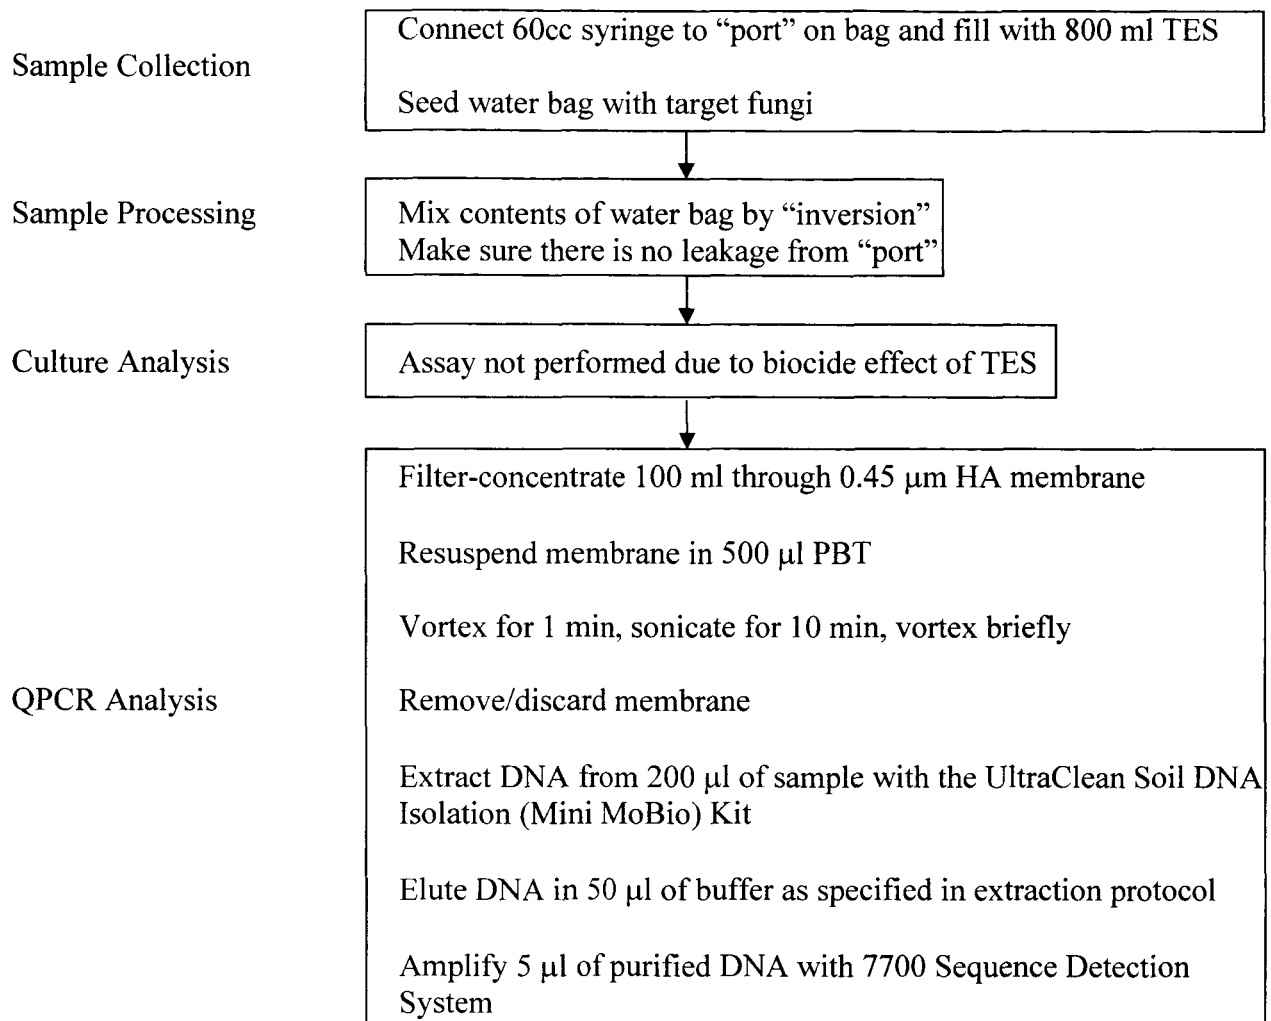 Sample Collection
Connect 60cc syringe to “port” on bag and fill with 800 ml TES
Seed water bag with target fungi
Sample Processing
Mix contents of water bag by “inversion”
Make sure there is no leakage from “port”
Culture Analysis
Assay not performed due to biocide effect of TES
QPCR Analysis
Filter-concentrate 100 ml through 0.45 μm HA membrane
Resuspend membrane in 500 μl PBT
Vortex for 1 min, sonicate for 10 min, vortex briefly
Remove/discard membrane
Extract DNA from 200 μl of sample with the UltraClean Soil DNA
Isolation (Mini MoBio) Kit
Elute DNA in 50 μl of buffer as specified in extraction protocol
Amplify 5 μl of purified DNA with 7700 Sequence Detection
System